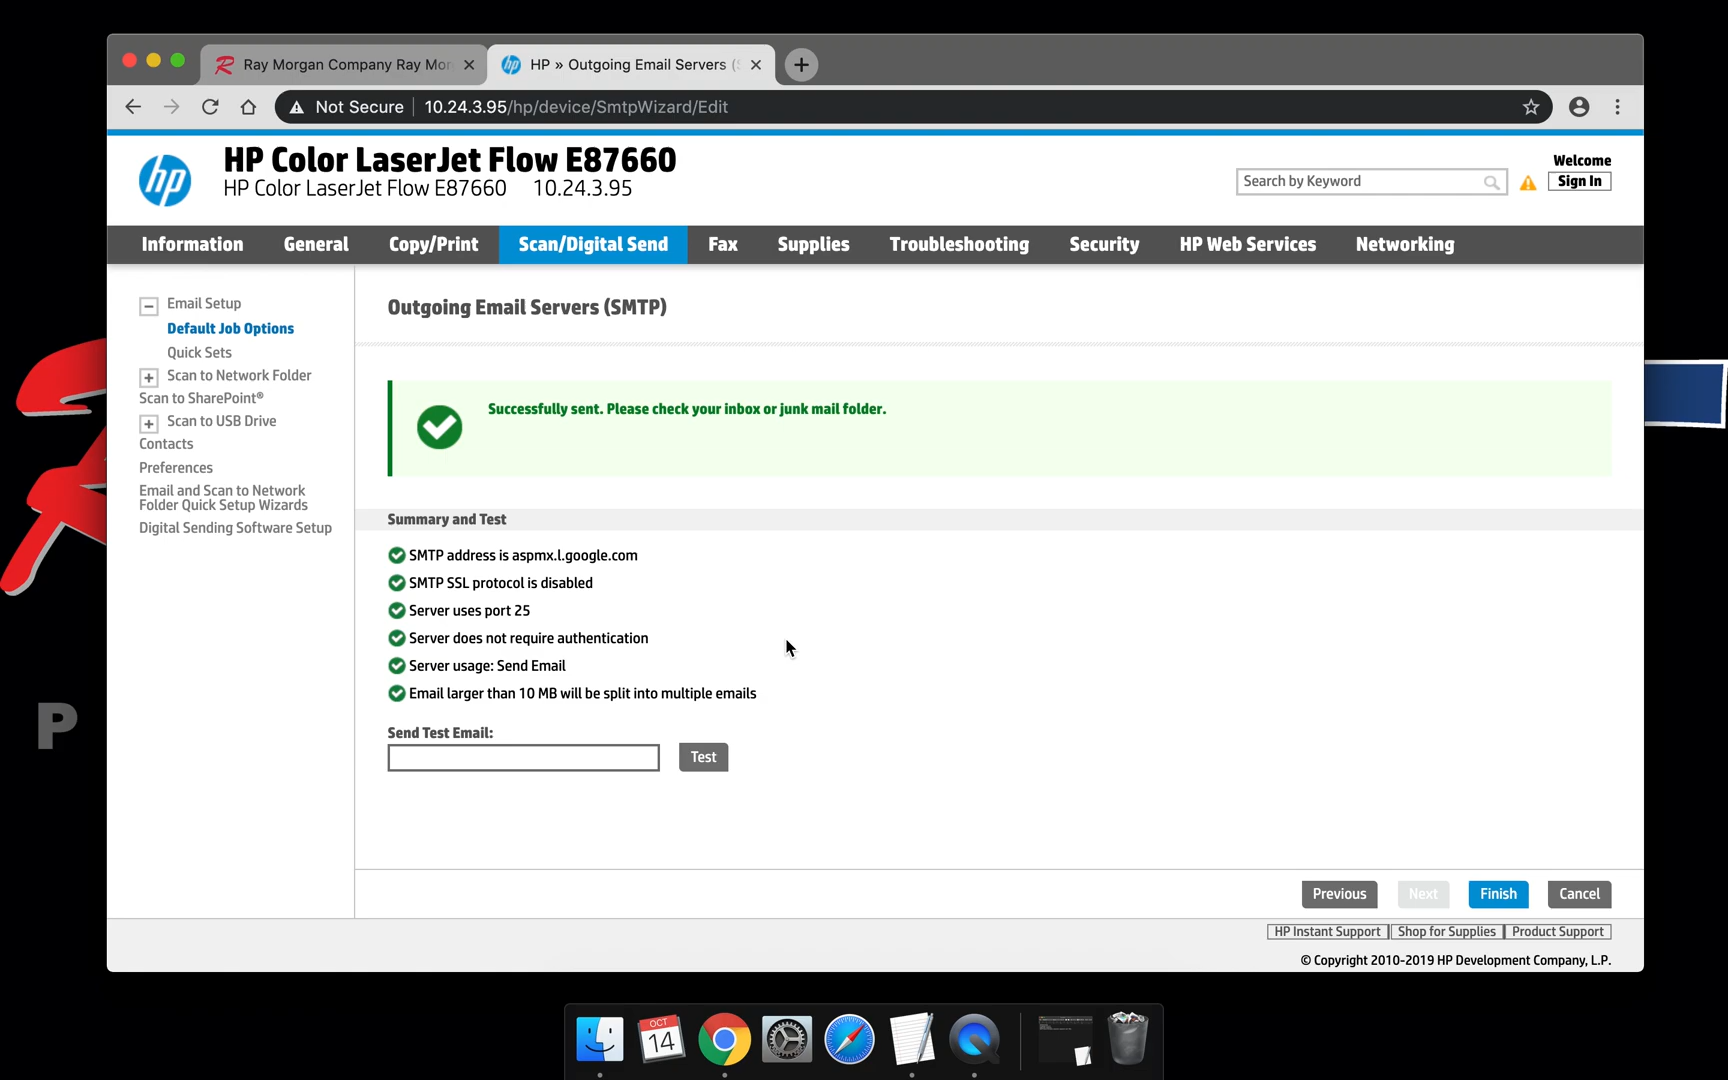 Ray Morgan Company Ray Mor
HP » Outgoing Email Servers (
Not Secure 10.24.3.95/hp/device/SmtpWizard/Edit
hp
HP Color LaserJet Flow E87660
HP Color LaserJet Flow E87660 10.24.3.95
Search by Keyword
Welcome
Sign In
Information General Copy/Print Scan/Digital Send Fax Supplies Troubleshooting Security HP Web Services Networking
Email Setup
Default Job Options
Quick Sets
Scan to Network Folder
Scan to SharePoint®
Scan to USB Drive
Contacts
Preferences
Email and Scan to Network
Folder Quick Setup Wizards
Digital Sending Software Setup
Outgoing Email Servers (SMTP)
Successfully sent. Please check your inbox or junk mail folder.
Summary and Test
SMTP address is aspmx.l.google.com
SMTP SSL protocol is disabled
Server uses port 25
Server does not require authentication
Server usage: Send Email
Email larger than 10 MB will be split into multiple emails
Send Test Email:
Test
Previous Next Finish Cancel
HP Instant Support Shop for Supplies Product Support
© Copyright 2010-2019 HP Development Company, L.P.
P
OCT
14